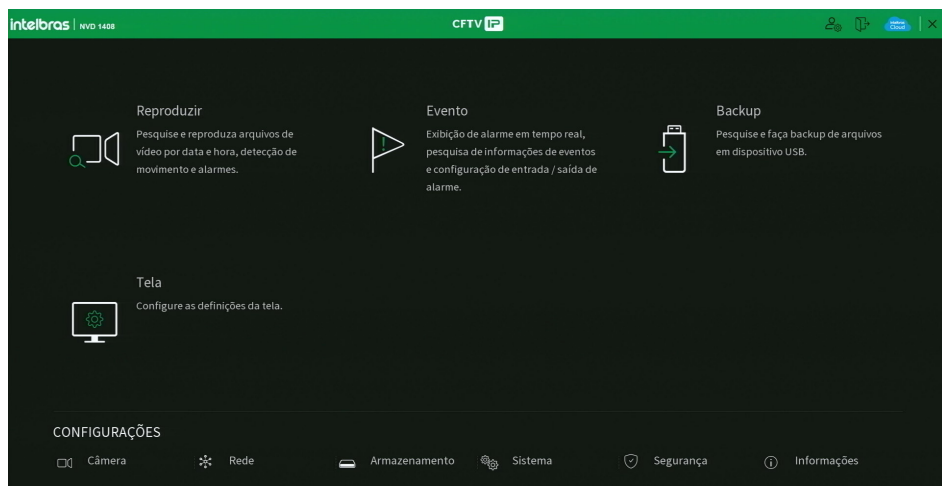 intelbras | NVD 1408
CFTV IP
intelbras
Cloud
Reproduzir
Pesquise e reproduza arquivos de
vídeo por data e hora, detecção de
movimento e alarmes.
Evento
Exibição de alarme em tempo real,
pesquisa de informações de eventos
e configuração de entrada / saída de
alarme.
Backup
Pesquise e faça backup de arquivos
em dispositivo USB.
Tela
Configure as definições da tela.
CONFIGURAÇÕES
Câmera
Rede
Armazenamento
Sistema
Segurança
Informações